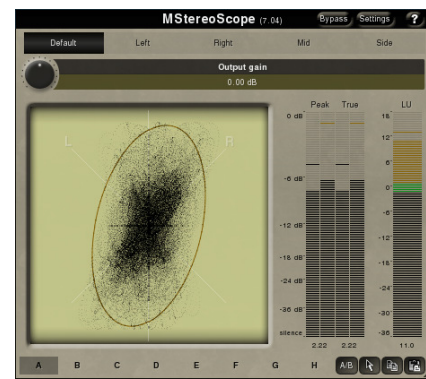 MStereoScope (7.04) Bypass Settings ?
Default Left Right Mid Side
Output gain
0.00 dB
Peak True LU
L R
0 dB
-6 dB
-12 dB
-18 dB
-24 dB
-36 dB
silence
18
12
6
0
-6
-12
-18
-24
-30
-36
2.22 2.22 11.0
A B C D E F G H A/B